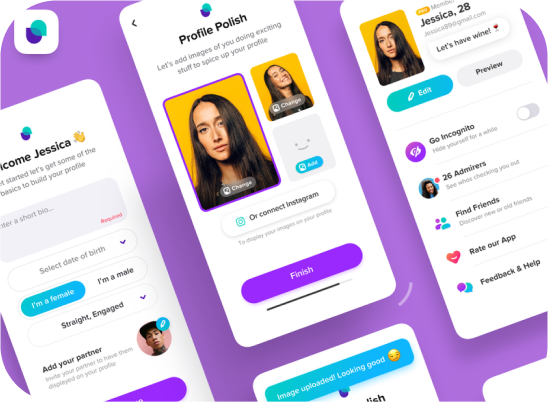 come Jessica 👋
et started let's get some of the
basics to build your profile
ter a short bio...
Required
Select date of birth
I'm a female
I'm a male
Straight, Engaged
Add your partner
Invite your partner to have them
displayed on your profile
Profile Polish
Let's add images of you doing exciting
stuff to spice up your profile
Change
Change
Add
Or connect Instagram
To display your images on your profile
Finish
Image uploaded! Looking good 😏
lish
Member
Jessica, 28
Jessica89@gmail.com
Let's have wine! 🍷
Edit
Preview
Go Incognito
Hide yourself for a while
26 Admirers
See whos checking you out
Find Friends
Discover new or old friends
Rate our App
Feedback & Help